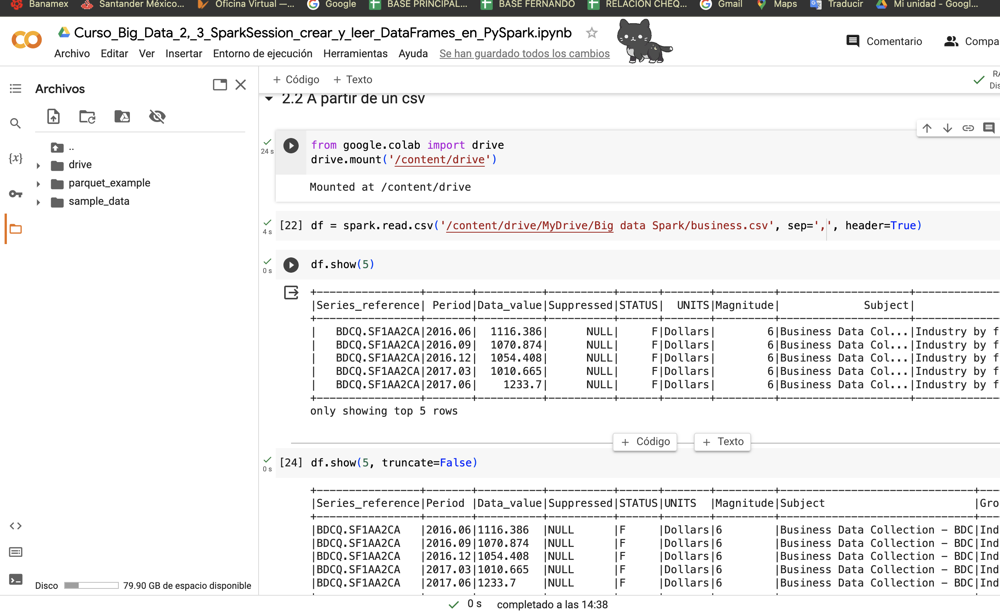 Banamex Santander México... Oficina Virtual —... Google BASE PRINCIPAL... BASE FERNANDO RELACION CHEQ... Gmail Maps Traducir Mi unidad - Googl...
Curso_Big_Data_2,_3_SparkSession_crear_y_leer_DataFrames_en_PySpark.ipynb
Comentario Compa
Archivo Editar Ver Insertar Entorno de ejecución Herramientas Ayuda Se han guardado todos los cambios
+ Código + Texto
RA
Dis
Archivos
..
drive
parquet_example
sample_data
Disco 79.90 GB de espacio disponible
2.2 A partir de un csv
24 s
from google.colab import drive
drive.mount('/content/drive')
Mounted at /content/drive
4 s
[22] df = spark.read.csv('/content/drive/MyDrive/Big data Spark/business.csv', sep=',', header=True)
0 s
df.show(5)
+----------------+-------+----------+----------+------+-------+---------+--------------------+-------------
|Series_reference| Period|Data_value|Suppressed|STATUS|  UNITS|Magnitude|             Subject|
+----------------+-------+----------+----------+------+-------+---------+--------------------+-------------
|   BDCQ.SF1AA2CA|2016.06|  1116.386|      NULL|     F|Dollars|        6|Business Data Col...|Industry by f
|   BDCQ.SF1AA2CA|2016.09|  1070.874|      NULL|     F|Dollars|        6|Business Data Col...|Industry by f
|   BDCQ.SF1AA2CA|2016.12|  1054.408|      NULL|     F|Dollars|        6|Business Data Col...|Industry by f
|   BDCQ.SF1AA2CA|2017.03|  1010.665|      NULL|     F|Dollars|        6|Business Data Col...|Industry by f
|   BDCQ.SF1AA2CA|2017.06|    1233.7|      NULL|     F|Dollars|        6|Business Data Col...|Industry by f
+----------------+-------+----------+----------+------+-------+---------+--------------------+-------------
only showing top 5 rows
+ Código + Texto
0 s
[24] df.show(5, truncate=False)
+----------------+-------+----------+----------+------+-------+---------+------------------------------+---
|Series_reference|Period |Data_value|Suppressed|STATUS|UNITS  |Magnitude|Subject                       |Gro
+----------------+-------+----------+----------+------+-------+---------+------------------------------+---
|BDCQ.SF1AA2CA   |2016.06|1116.386  |NULL      |F     |Dollars|6        |Business Data Collection - BDC|Ind
|BDCQ.SF1AA2CA   |2016.09|1070.874  |NULL      |F     |Dollars|6        |Business Data Collection - BDC|Ind
|BDCQ.SF1AA2CA   |2016.12|1054.408  |NULL      |F     |Dollars|6        |Business Data Collection - BDC|Ind
|BDCQ.SF1AA2CA   |2017.03|1010.665  |NULL      |F     |Dollars|6        |Business Data Collection - BDC|Ind
|BDCQ.SF1AA2CA   |2017.06|1233.7    |NULL      |F     |Dollars|6        |Business Data Collection - BDC|Ind
0 s completado a las 14:38